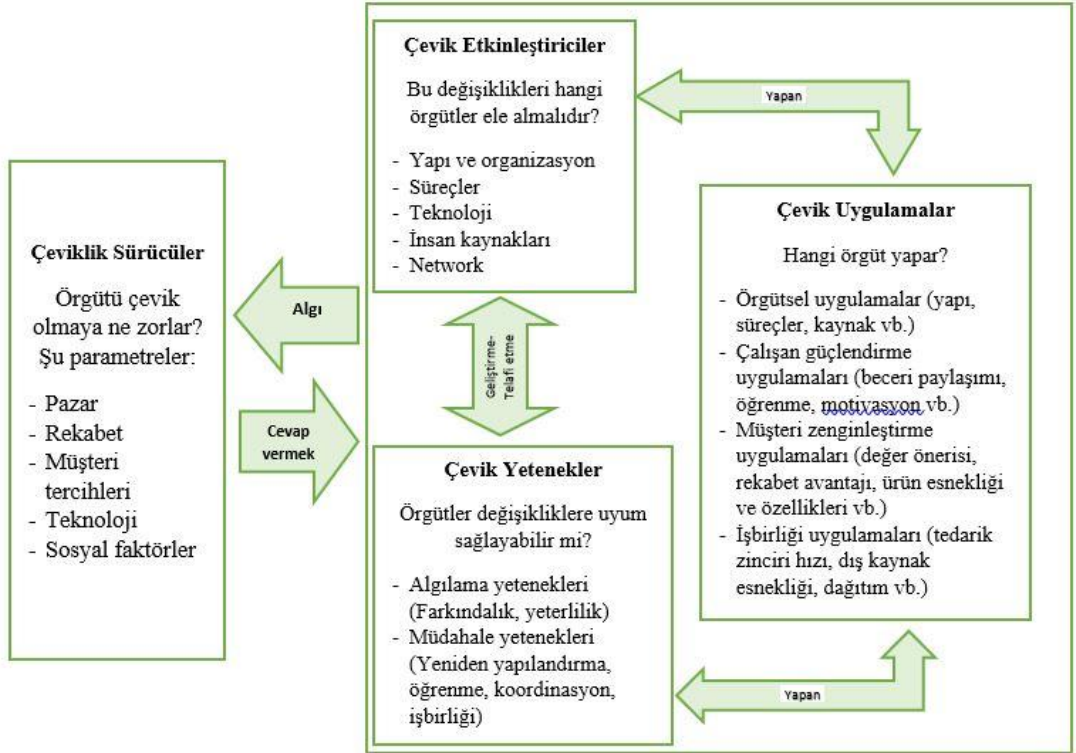 Çeviklik Sürücüler
Örgütü çevik
olmaya ne zorlar?
Şu parametreler:
- Pazar
- Rekabet
- Müşteri
tercihleri
- Teknoloji
- Sosyal faktörler
Algı
Cevap
vermek
Çevik Etkinleştiriciler
Bu değişiklikleri hangi
örgütler ele almalıdır?
- Yapı ve organizasyon
- Süreçler
- Teknoloji
- İnsan kaynakları
- Network
Geliştirme-
Telafi etme
Çevik Yetenekler
Örgütler değişikliklere uyum
sağlayabilir mi?
- Algılama yetenekleri
(Farkındalık, yeterlilik)
- Müdahale yetenekleri
(Yeniden yapılandırma,
öğrenme, koordinasyon,
işbirliği)
Yapan
Çevik Uygulamalar
Hangi örgüt yapar?
- Örgütsel uygulamalar (yapı,
süreçler, kaynak vb.)
- Çalışan güçlendirme
uygulamaları (beceri paylaşımı,
öğrenme, motivasyon vb.)
- Müşteri zenginleştirme
uygulamaları (değer önerisi,
rekabet avantajı, ürün esnekliği
ve özellikleri vb.)
- İşbirliği uygulamaları (tedarik
zinciri hızı, dış kaynak
esnekliği, dağıtım vb.)
Yapan